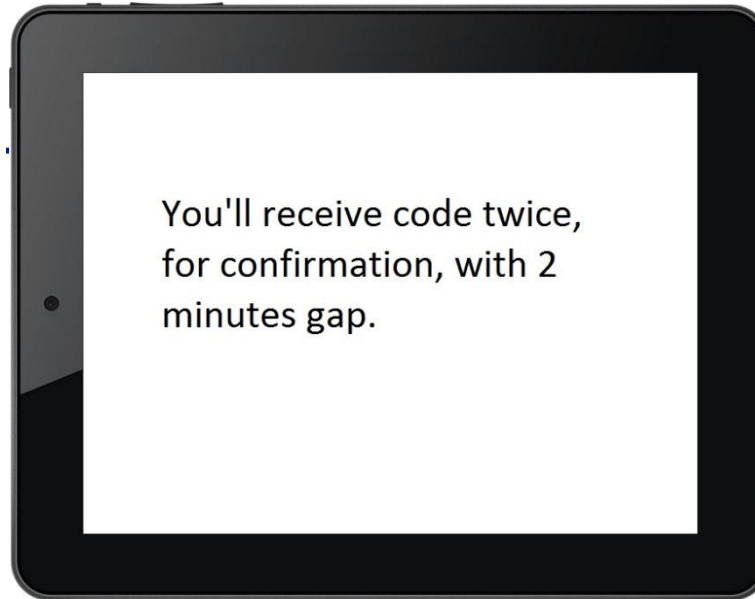 You'll receive code twice,
for confirmation, with 2
minutes gap.